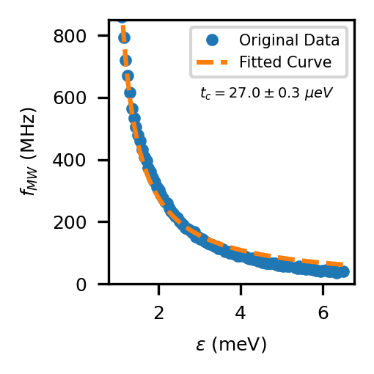 800
600
400
200
0
f_MW (MHz)
Original Data
Fitted Curve
t_c = 27.0 ± 0.3 μeV
2 4 6
ε (meV)